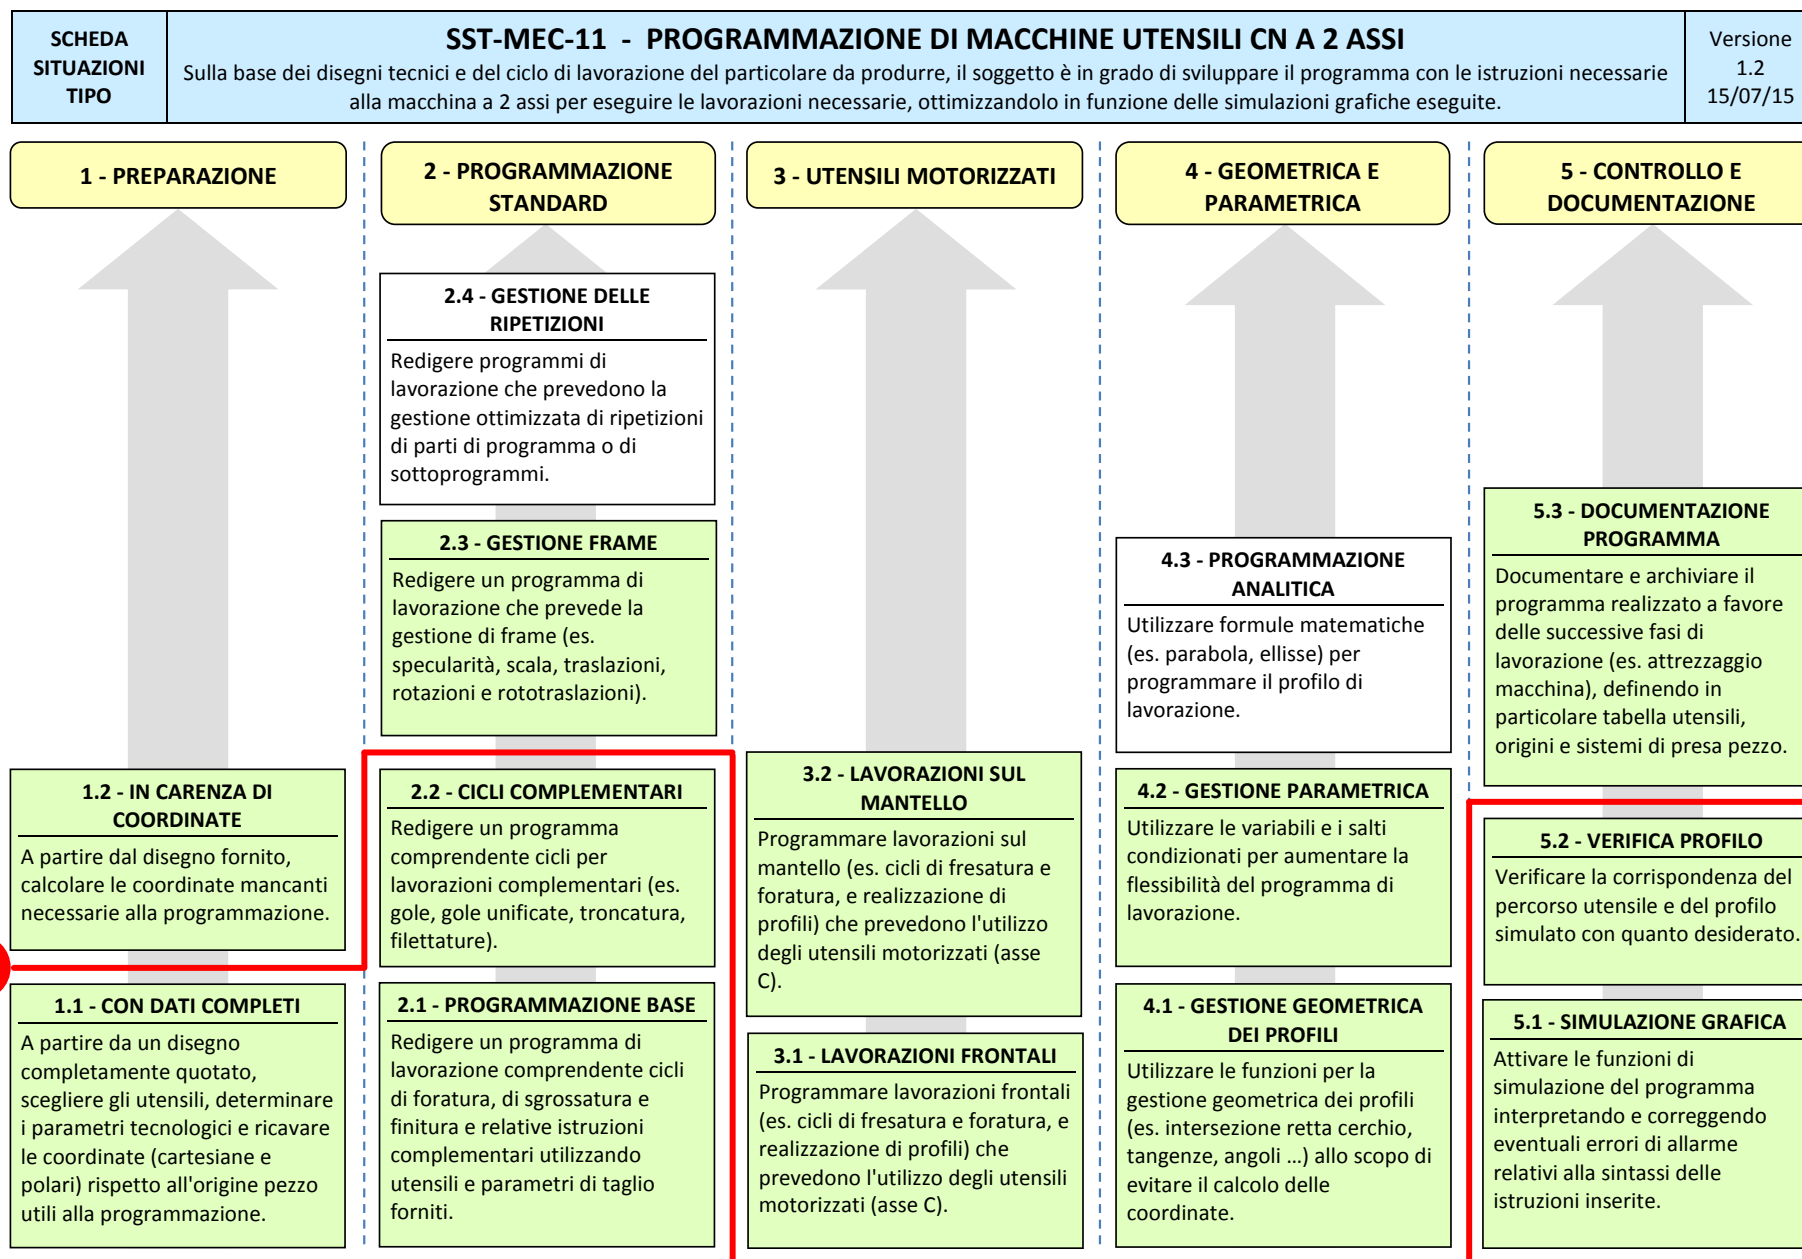 SCHEDA
SITUAZIONI
TIPO
SST-MEC-11 - PROGRAMMAZIONE DI MACCHINE UTENSILI CN A 2 ASSI
Sulla base dei disegni tecnici e del ciclo di lavorazione del particolare da produrre, il soggetto è in grado di sviluppare il programma con le istruzioni necessarie
alla macchina a 2 assi per eseguire le lavorazioni necessarie, ottimizzandolo in funzione delle simulazioni grafiche eseguite.
Versione
1.2
15/07/15
1 - PREPARAZIONE
1.2 - IN CARENZA DI
COORDINATE
A partire dal disegno fornito,
calcolare le coordinate mancanti
necessarie alla programmazione.
1.1 - CON DATI COMPLETI
A partire da un disegno
completamente quotato,
scegliere gli utensili, determinare
i parametri tecnologici e ricavare
le coordinate (cartesiane e
polari) rispetto all'origine pezzo
utili alla programmazione.
2 - PROGRAMMAZIONE
STANDARD
2.4 - GESTIONE DELLE
RIPETIZIONI
Redigere programmi di
lavorazione che prevedono la
gestione ottimizzata di ripetizioni
di parti di programma o di
sottoprogrammi.
2.3 - GESTIONE FRAME
Redigere un programma di
lavorazione che prevede la
gestione di frame (es.
specularità, scala, traslazioni,
rotazioni e rototraslazioni).
2.2 - CICLI COMPLEMENTARI
Redigere un programma
comprendente cicli per
lavorazioni complementari (es.
gole, gole unificate, troncatura,
filettature).
2.1 - PROGRAMMAZIONE BASE
Redigere un programma di
lavorazione comprendente cicli
di foratura, di sgrossatura e
finitura e relative istruzioni
complementari utilizzando
utensili e parametri di taglio
forniti.
3 - UTENSILI MOTORIZZATI
3.2 - LAVORAZIONI SUL
MANTELLO
Programmare lavorazioni sul
mantello (es. cicli di fresatura e
foratura, e realizzazione di
profili) che prevedono l'utilizzo
degli utensili motorizzati (asse
C).
3.1 - LAVORAZIONI FRONTALI
Programmare lavorazioni frontali
(es. cicli di fresatura e foratura, e
realizzazione di profili) che
prevedono l'utilizzo degli utensili
motorizzati (asse C).
4 - GEOMETRICA E
PARAMETRICA
4.3 - PROGRAMMAZIONE
ANALITICA
Utilizzare formule matematiche
(es. parabola, ellisse) per
programmare il profilo di
lavorazione.
4.2 - GESTIONE PARAMETRICA
Utilizzare le variabili e i salti
condizionati per aumentare la
flessibilità del programma di
lavorazione.
4.1 - GESTIONE GEOMETRICA
DEI PROFILI
Utilizzare le funzioni per la
gestione geometrica dei profili
(es. intersezione retta cerchio,
tangenze, angoli ...) allo scopo di
evitare il calcolo delle
coordinate.
5 - CONTROLLO E
DOCUMENTAZIONE
5.3 - DOCUMENTAZIONE
PROGRAMMA
Documentare e archiviare il
programma realizzato a favore
delle successive fasi di
lavorazione (es. attrezzaggio
macchina), definendo in
particolare tabella utensili,
origini e sistemi di presa pezzo.
5.2 - VERIFICA PROFILO
Verificare la corrispondenza del
percorso utensile e del profilo
simulato con quanto desiderato.
5.1 - SIMULAZIONE GRAFICA
Attivare le funzioni di
simulazione del programma
interpretando e correggendo
eventuali errori di allarme
relativi alla sintassi delle
istruzioni inserite.